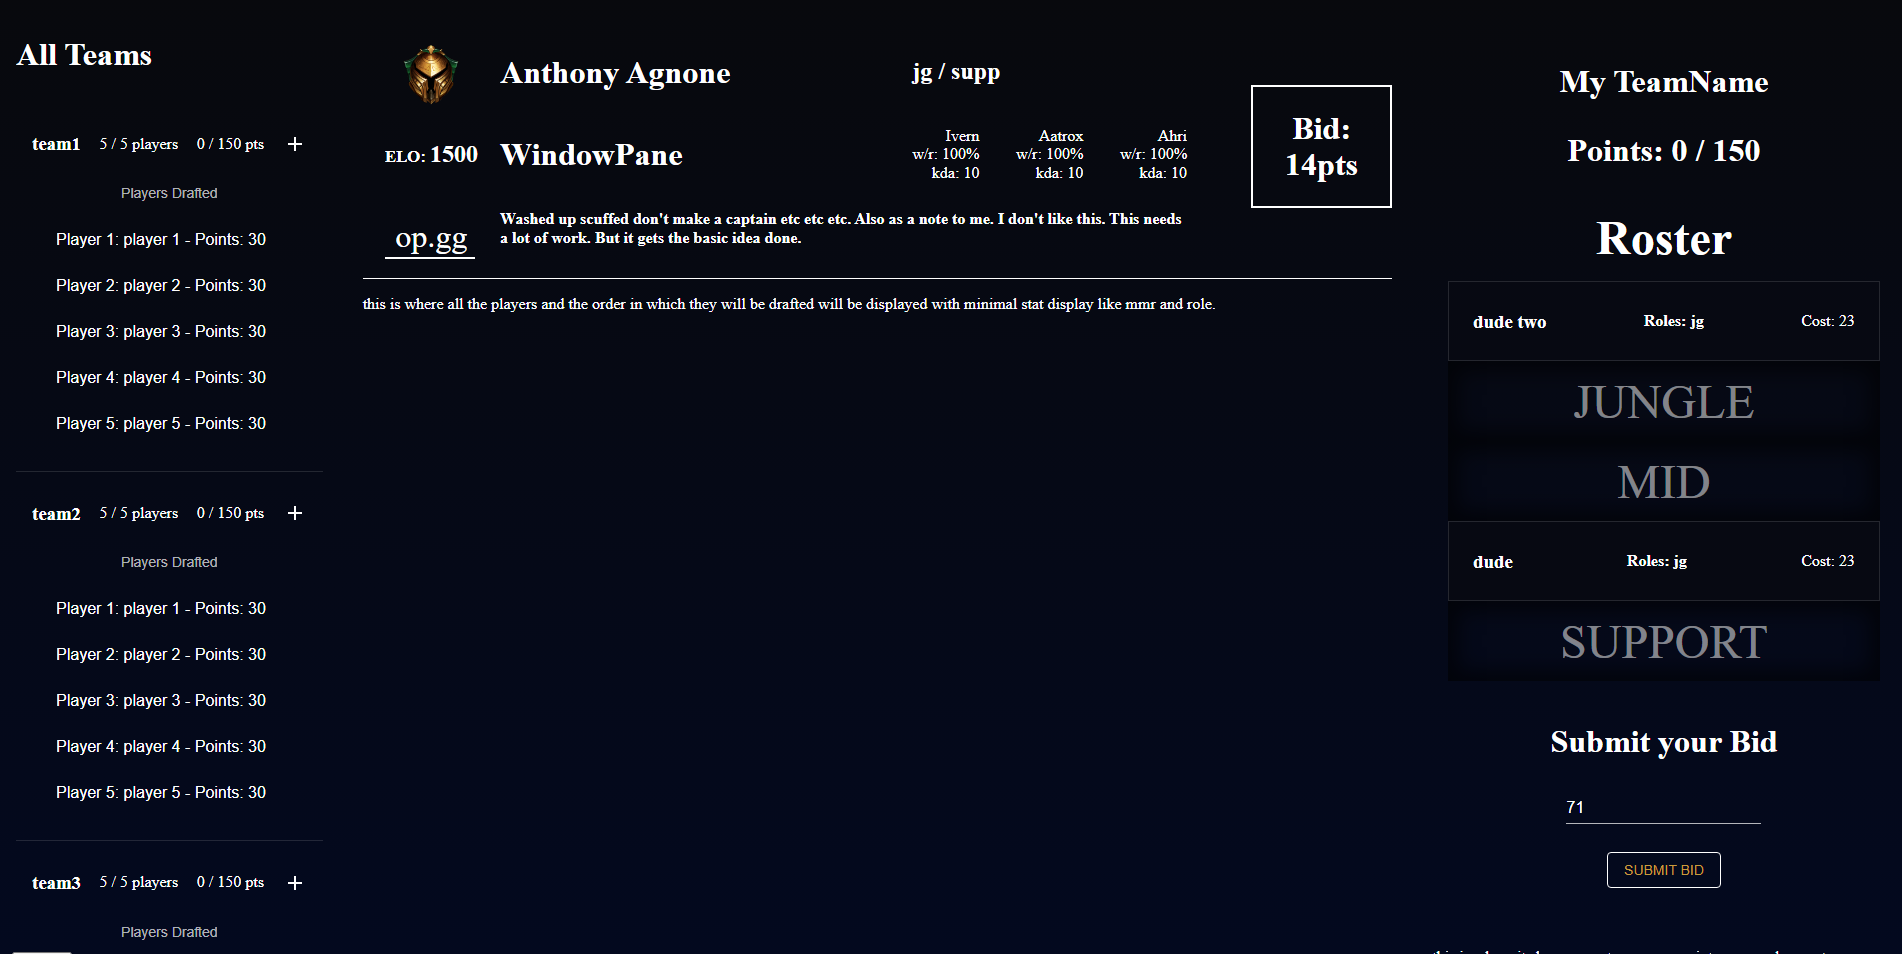 All Teams
team1 5 / 5 players 0 / 150 pts +
Players Drafted
Player 1: player 1 - Points: 30
Player 2: player 2 - Points: 30
Player 3: player 3 - Points: 30
Player 4: player 4 - Points: 30
Player 5: player 5 - Points: 30
team2 5 / 5 players 0 / 150 pts +
Players Drafted
Player 1: player 1 - Points: 30
Player 2: player 2 - Points: 30
Player 3: player 3 - Points: 30
Player 4: player 4 - Points: 30
Player 5: player 5 - Points: 30
team3 5 / 5 players 0 / 150 pts +
Players Drafted
Anthony Agnone
jg / supp
ELO: 1500
WindowPane
Ivern
w/r: 100%
kda: 10
Aatrox
w/r: 100%
kda: 10
Ahri
w/r: 100%
kda: 10
Bid:
14pts
op.gg
Washed up scuffed don't make a captain etc etc etc. Also as a note to me. I don't like this. This needs
a lot of work. But it gets the basic idea done.
this is where all the players and the order in which they will be drafted will be displayed with minimal stat display like mmr and role.
My TeamName
Points: 0 / 150
Roster
dude two Roles: jg Cost: 23
JUNGLE
MID
dude Roles: jg Cost: 23
SUPPORT
Submit your Bid
71
SUBMIT BID